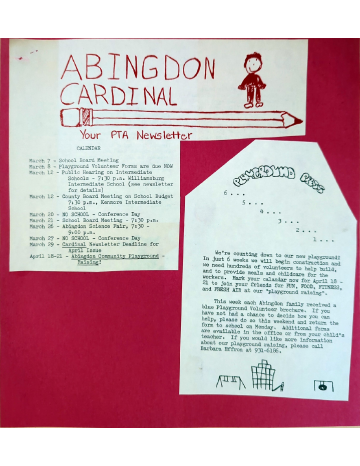 ABINGDON
CARDINAL
Your PTA Newsletter
CALENDAR
March 7 - School Board Meeting
March 8 - Playground Volunteer Forms are due NOW
March 12 - Public Hearing on Intermediate
Schools - 7:30 p.m. Williamsburg
Intermediate School (see newsletter
for details)
March 12 - County Board Meeting on School Budget
7:30 p.m., Kenmore Intermediate
School
March 20 - NO SCHOOL - Conference Day
March 21 - School Board Meeting - 7:30 p.m.
March 26 - Abingdon Science Fair, 7:30 -
9:00 p.m.
March 29 - NO SCHOOL - Conference Day
March 29 - Cardinal Newsletter Deadline for
April Issue
April 18-21 - Abingdon Community Playground -
Raising!
PLAYGROUND
6...
5...
4...
3...
2...
1...
We're counting down to our new playground!
In just 6 weeks we will begin construction and
we need hundreds of volunteers to help build,
and to provide meals and childcare for the
workers. Mark your calendar now for April 18 -
21 to join your friends for FUN, FOOD, FITNESS,
and FRESH AIR at our "playground raising".
This week each Abingdon family received a
blue Playground Volunteer brochure. If you
have not had a chance to decide how you can
help, please do so this weekend and return the
form to school on Monday. Additional forms
are available in the office or from your child's
teacher. If you would like more information
about our playground raising, please call
Barbara Effron at 931-6186.